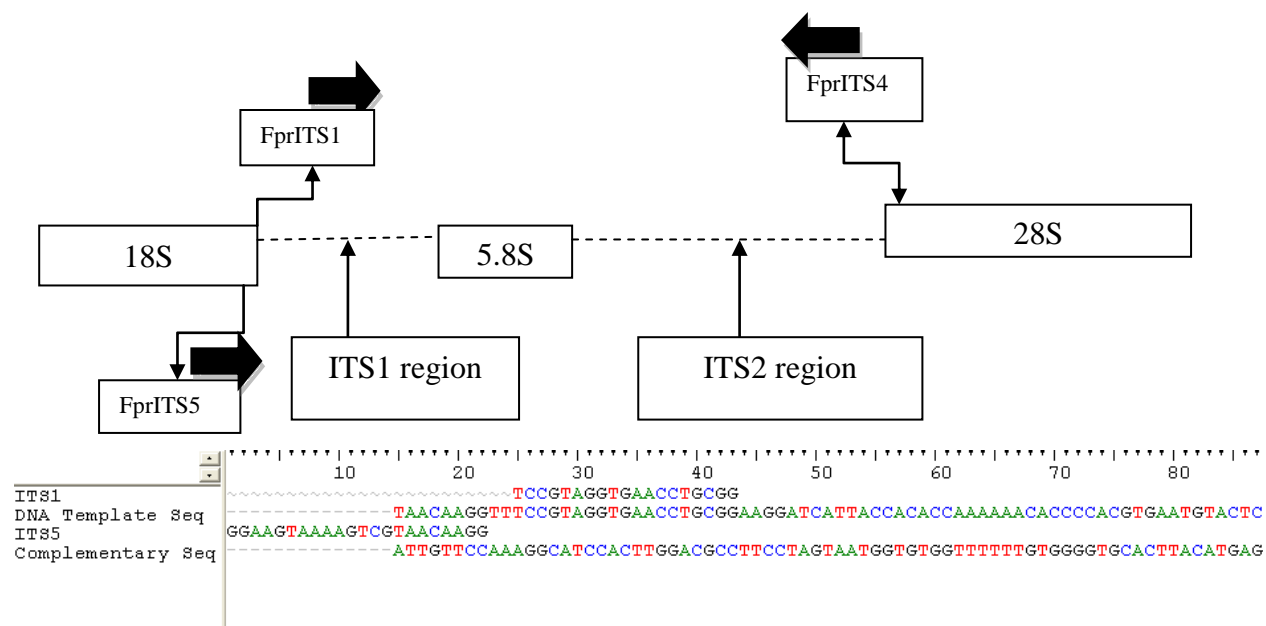 FprITS4
FprITS1
18S
5.8S
28S
ITS1 region
ITS2 region
FprITS5
10 20 30 40 50 60 70 80
ITS1 ~~~~~~~~~~~~~~~~~~~~~~~~TCCGTAGGTGAACCTGCGG
DNA Template Seq ~~~~~~~~~~~~~~TAACAAGGTTTCCGTAGGTGAACCTGCGGAAGGATCATTACCACACCAAAAAACACCCCACGTGAATGTACTC
ITS5 GGAAGTAAAAGTCGTAACAAGG
Complementary Seq ~~~~~~~~~~~~~~ATTGTTCCAAAGGCATCCACTTGGACGCCTTCCTAGTAATGGTGTGGTTTTTTGTGGGGTGCACTTACATGAG